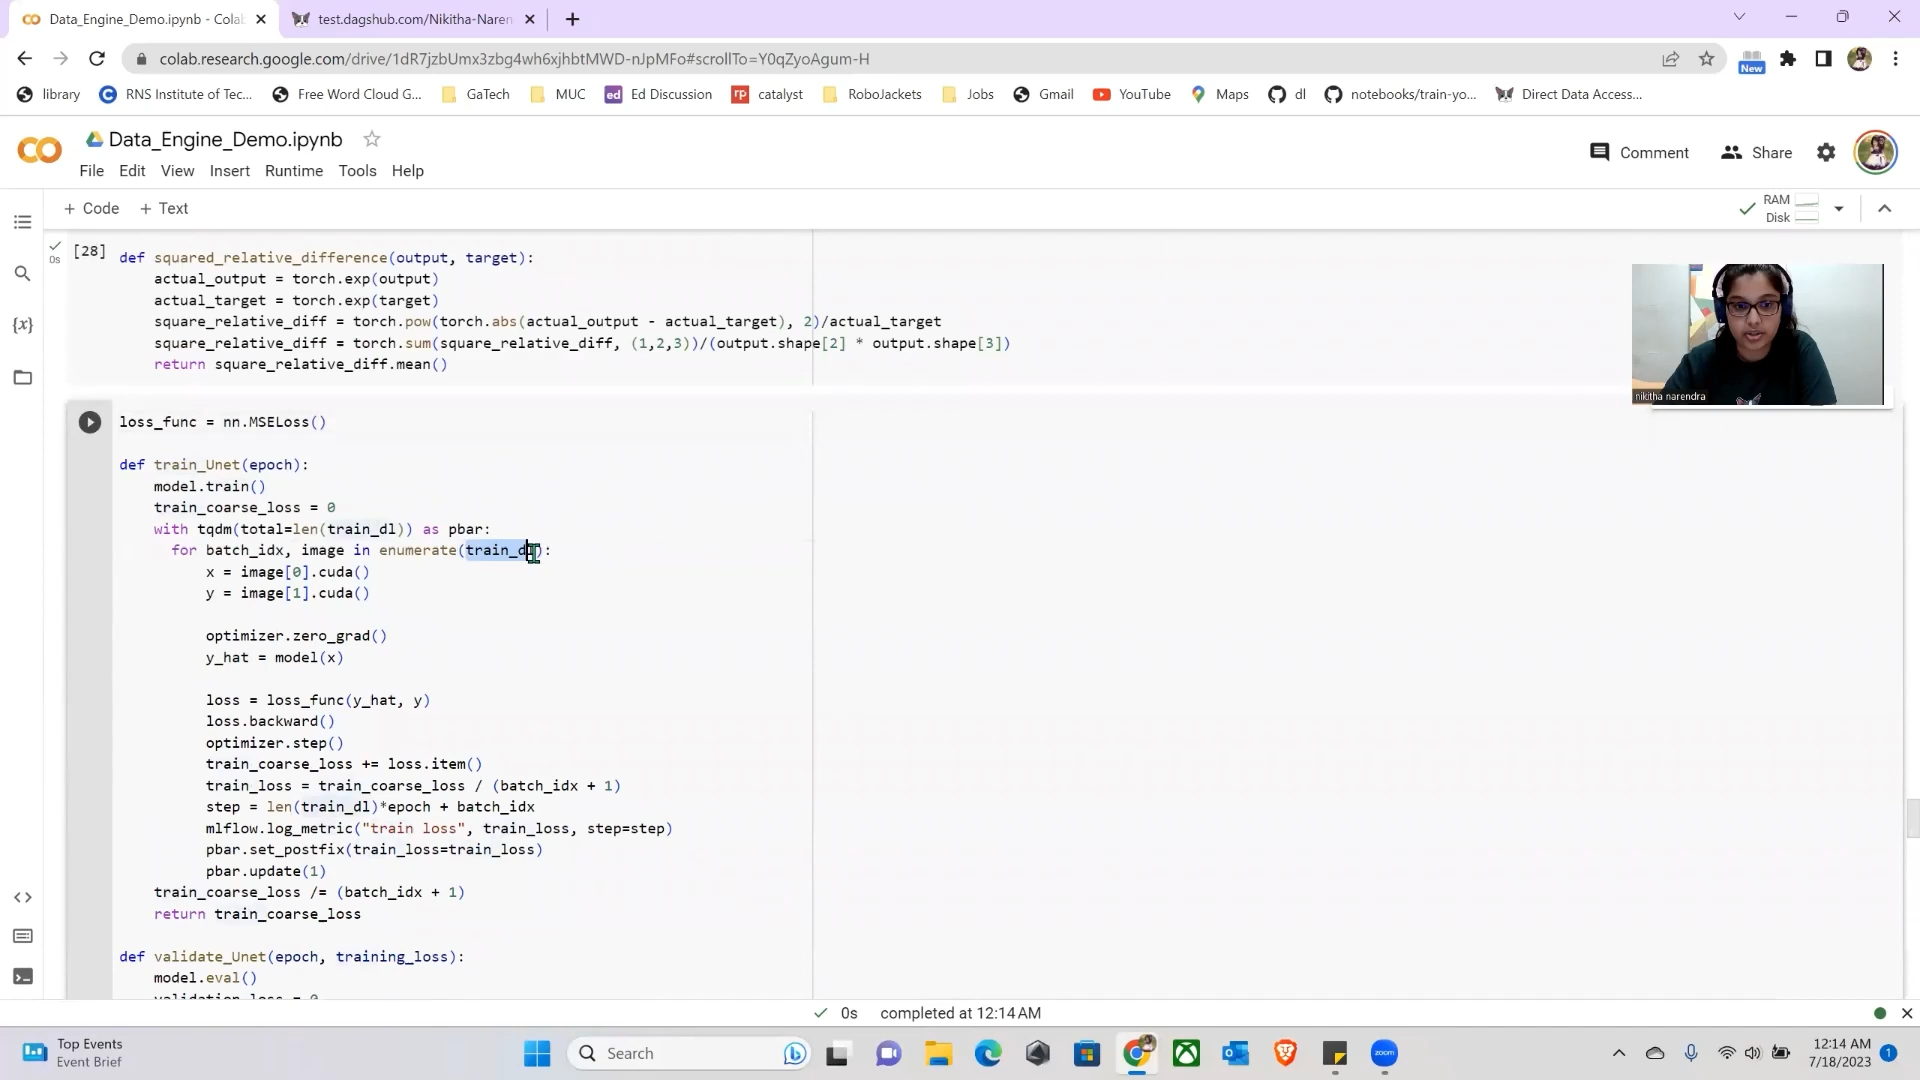 Data_Engine_Demo.ipynb - Colab
test.dagshub.com/Nikitha-Naren
colab.research.google.com/drive/1dR7jzbUmx3zbg4wh6xjhbtMWD-nJpMFo#scrollTo=Y0qZyoAgum-H
New
library
RNS Institute of Tec...
Free Word Cloud G...
GaTech
MUC
ed
Ed Discussion
rp
catalyst
RoboJackets
Jobs
Gmail
YouTube
Maps
dl
notebooks/train-yo...
Direct Data Access...
Data_Engine_Demo.ipynb
Comment
Share
File Edit View Insert Runtime Tools Help
+ Code + Text
RAM
Disk
[28]
0s
def squared_relative_difference(output, target):
actual_output = torch.exp(output)
actual_target = torch.exp(target)
square_relative_diff = torch.pow(torch.abs(actual_output - actual_target), 2)/actual_target
square_relative_diff = torch.sum(square_relative_diff, (1,2,3))/(output.shape[2] * output.shape[3])
return square_relative_diff.mean()
nikitha narendra
loss_func = nn.MSELoss()
def train_Unet(epoch):
model.train()
train_coarse_loss = 0
with tqdm(total=len(train_dl)) as pbar:
for batch_idx, image in enumerate(train_dl):
x = image[0].cuda()
y = image[1].cuda()
optimizer.zero_grad()
y_hat = model(x)
loss = loss_func(y_hat, y)
loss.backward()
optimizer.step()
train_coarse_loss += loss.item()
train_loss = train_coarse_loss / (batch_idx + 1)
step = len(train_dl)*epoch + batch_idx
mlflow.log_metric("train loss", train_loss, step=step)
pbar.set_postfix(train_loss=train_loss)
pbar.update(1)
train_coarse_loss /= (batch_idx + 1)
return train_coarse_loss
def validate_Unet(epoch, training_loss):
model.eval()
validation_loss = 0
0s completed at 12:14 AM
Top Events
Event Brief
Search
zoom
12:14 AM
7/18/2023
1